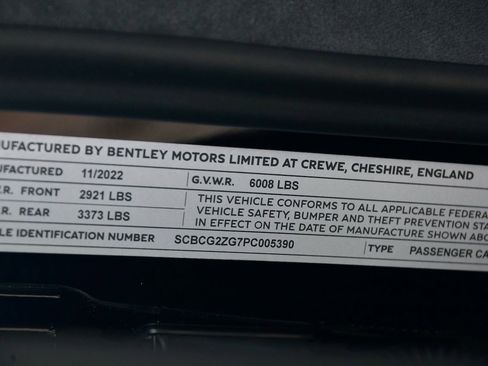 NUFACTURED BY BENTLEY MOTORS LIMITED AT CREWE, CHESHIRE, ENGLAND
UFACTURED 11/2022 G.V.W.R. 6008 LBS
.R. FRONT 2921 LBS
.R. REAR 3373 LBS
THIS VEHICLE CONFORMS TO ALL APPLICABLE FEDERA
VEHICLE SAFETY, BUMPER AND THEFT PREVENTION STA
IN EFFECT ON THE DATE OF MANUFACTURE SHOWN ABO
LE IDENTIFICATION NUMBER SCBCG2ZG7PC005390 TYPE PASSENGER CA